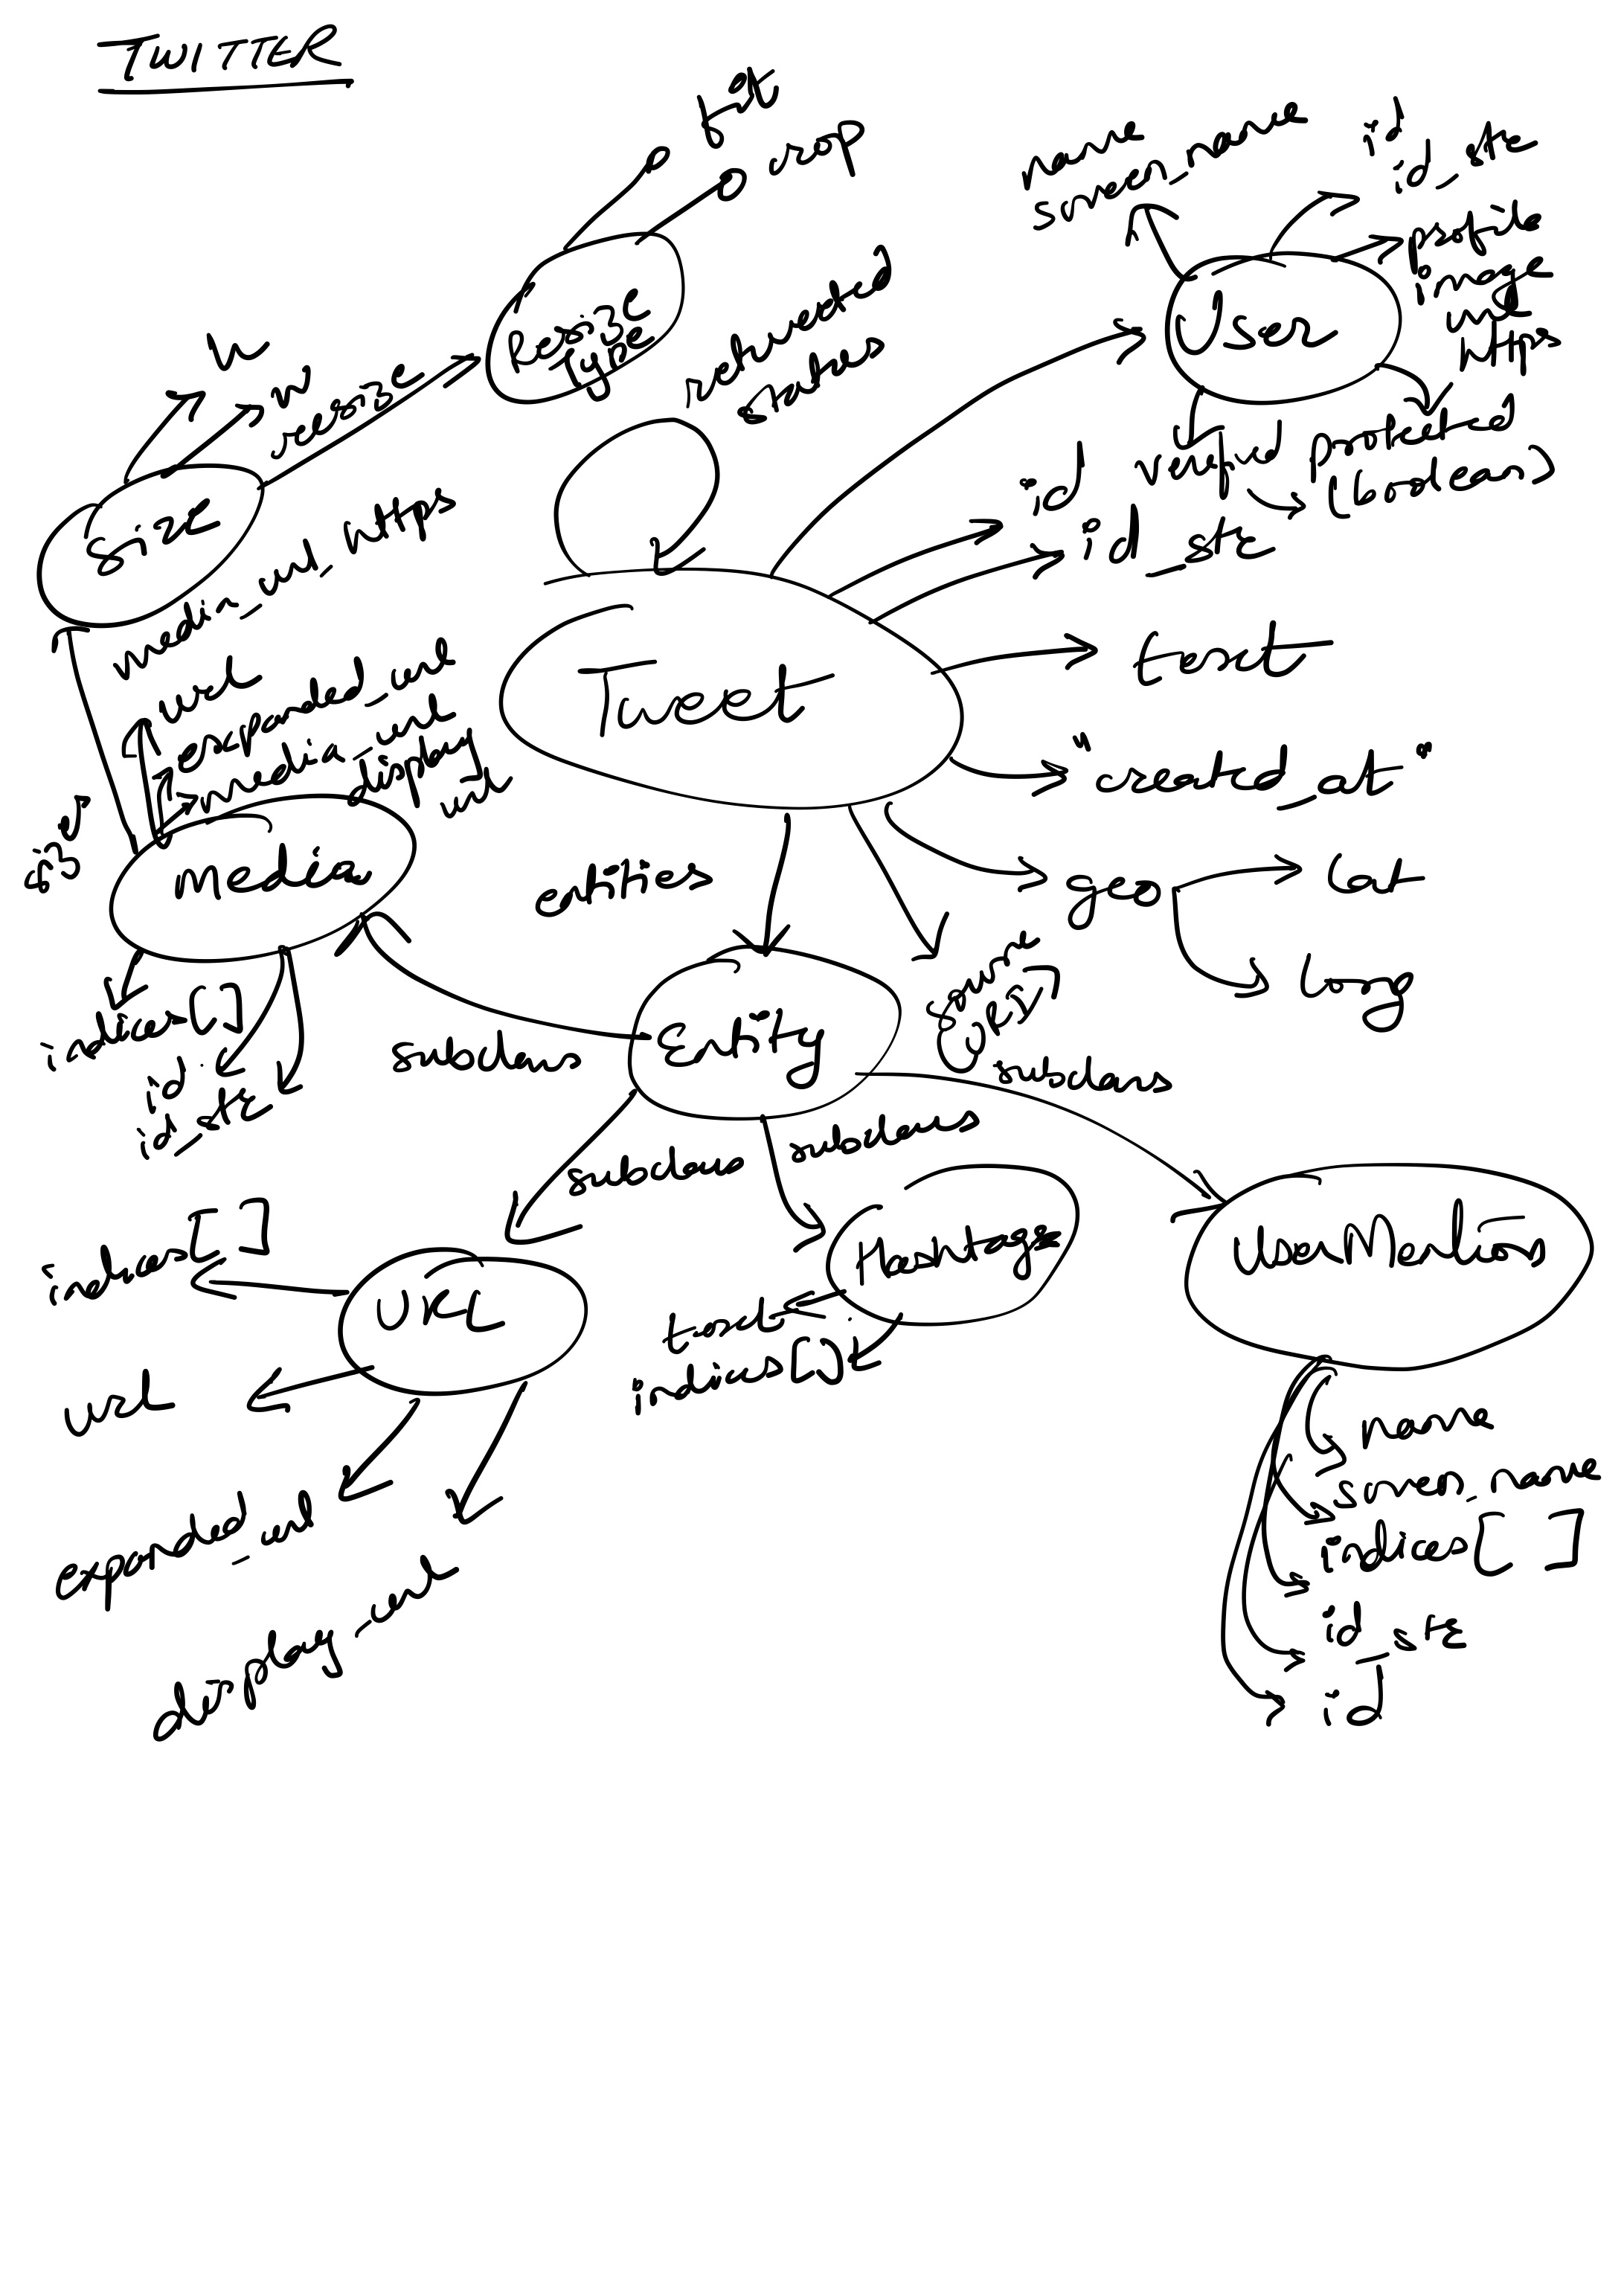 TWITTER
fit
crop
Resize
type
retweeted
status
name
screen_name
id
id_str
profile
image
url
https
User
verified
protected
(boolean)
h
w
resize
Size
media_url_https
url
expanded_url
media_url
display
url
sizes
Media
indices[]
id
id_str
Tweet
id
id_str
text
"created_at"
geo
lat
long
entities
source
(URI)
Entity
subclass
subclass
subclass
subclass
URL
indices[ ]
url
expanded_url
display_url
Hashtags
text
indices[]
UserMention
name
screen_name
indices[ ]
id_str
id